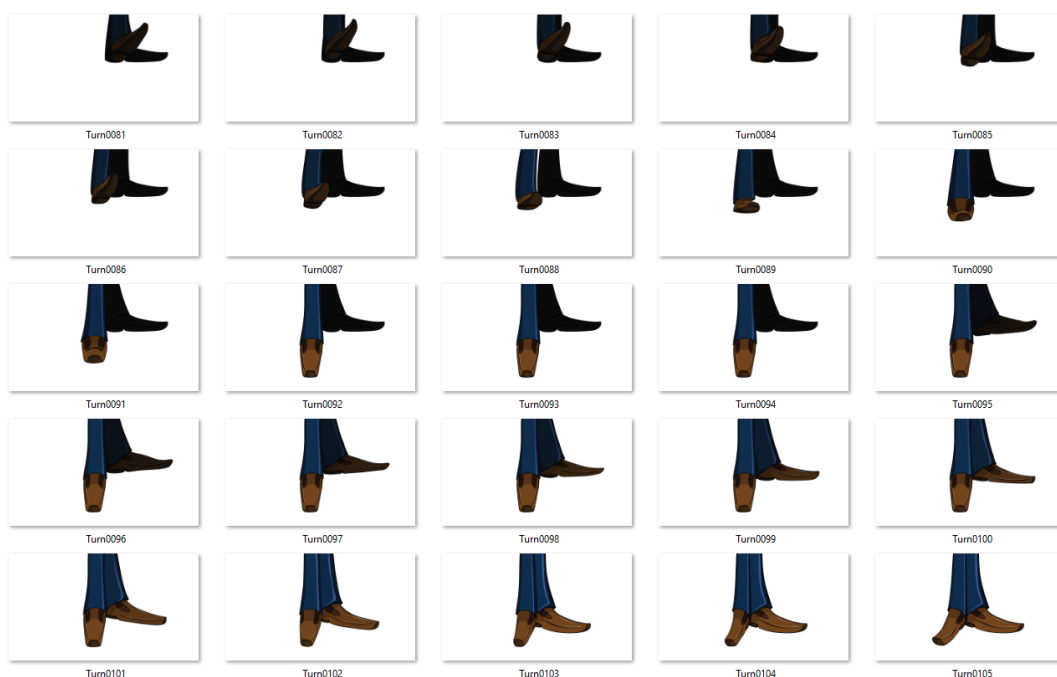 Turn0081 Turn0082 Turn0083 Turn0084 Turn0085
Turn0086 Turn0087 Turn0088 Turn0089 Turn0090
Turn0091 Turn0092 Turn0093 Turn0094 Turn0095
Turn0096 Turn0097 Turn0098 Turn0099 Turn0100
Turn0101 Turn0102 Turn0103 Turn0104 Turn0105